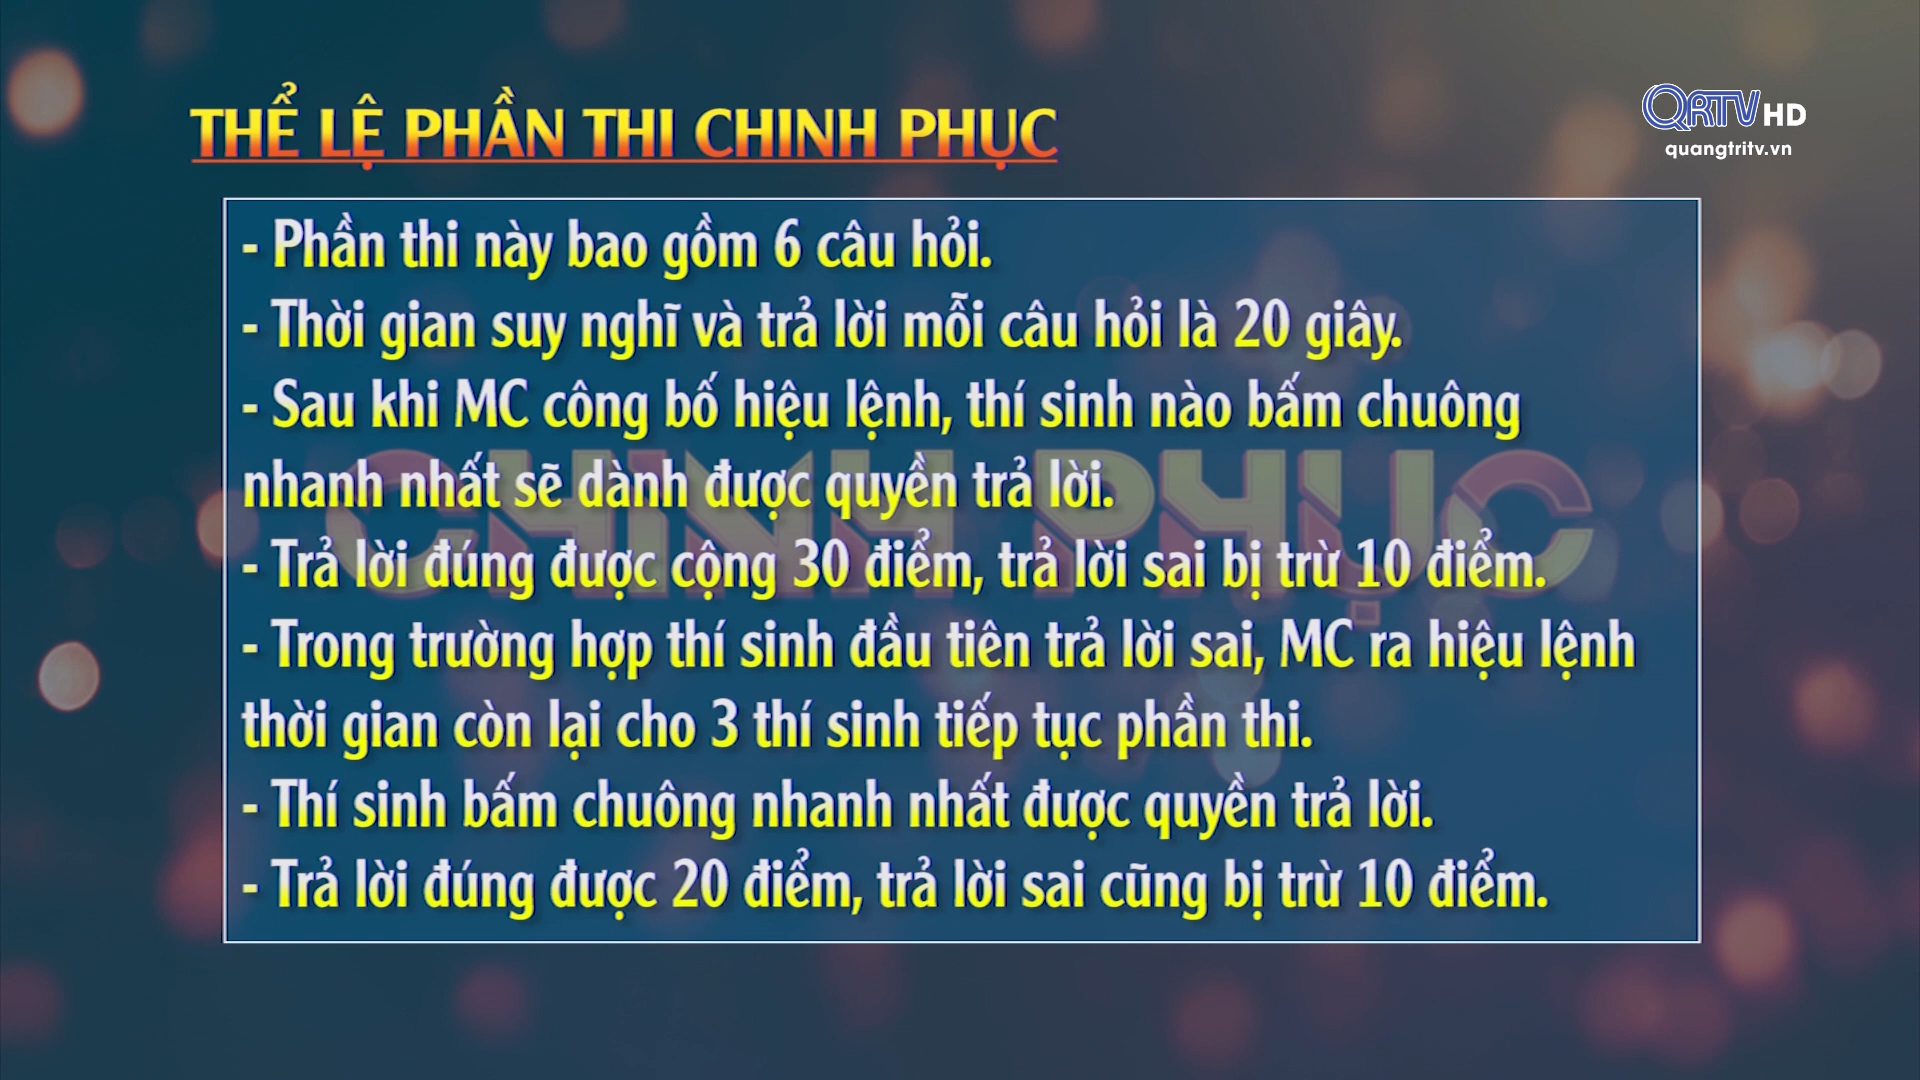 THỂ LỆ PHẦN THI CHINH PHỤC
QRTV HD
quangtritv.vn
- Phần thi này bao gồm 6 câu hỏi.
- Thời gian suy nghĩ và trả lời mỗi câu hỏi là 20 giây.
- Sau khi MC công bố hiệu lệnh, thí sinh nào bấm chuông
nhanh nhất sẽ dành được quyền trả lời.
- Trả lời đúng được cộng 30 điểm, trả lời sai bị trừ 10 điểm.
- Trong trường hợp thí sinh đầu tiên trả lời sai, MC ra hiệu lệnh
thời gian còn lại cho 3 thí sinh tiếp tục phần thi.
- Thí sinh bấm chuông nhanh nhất được quyền trả lời.
- Trả lời đúng được 20 điểm, trả lời sai cũng bị trừ 10 điểm.
CHINH PHỤC